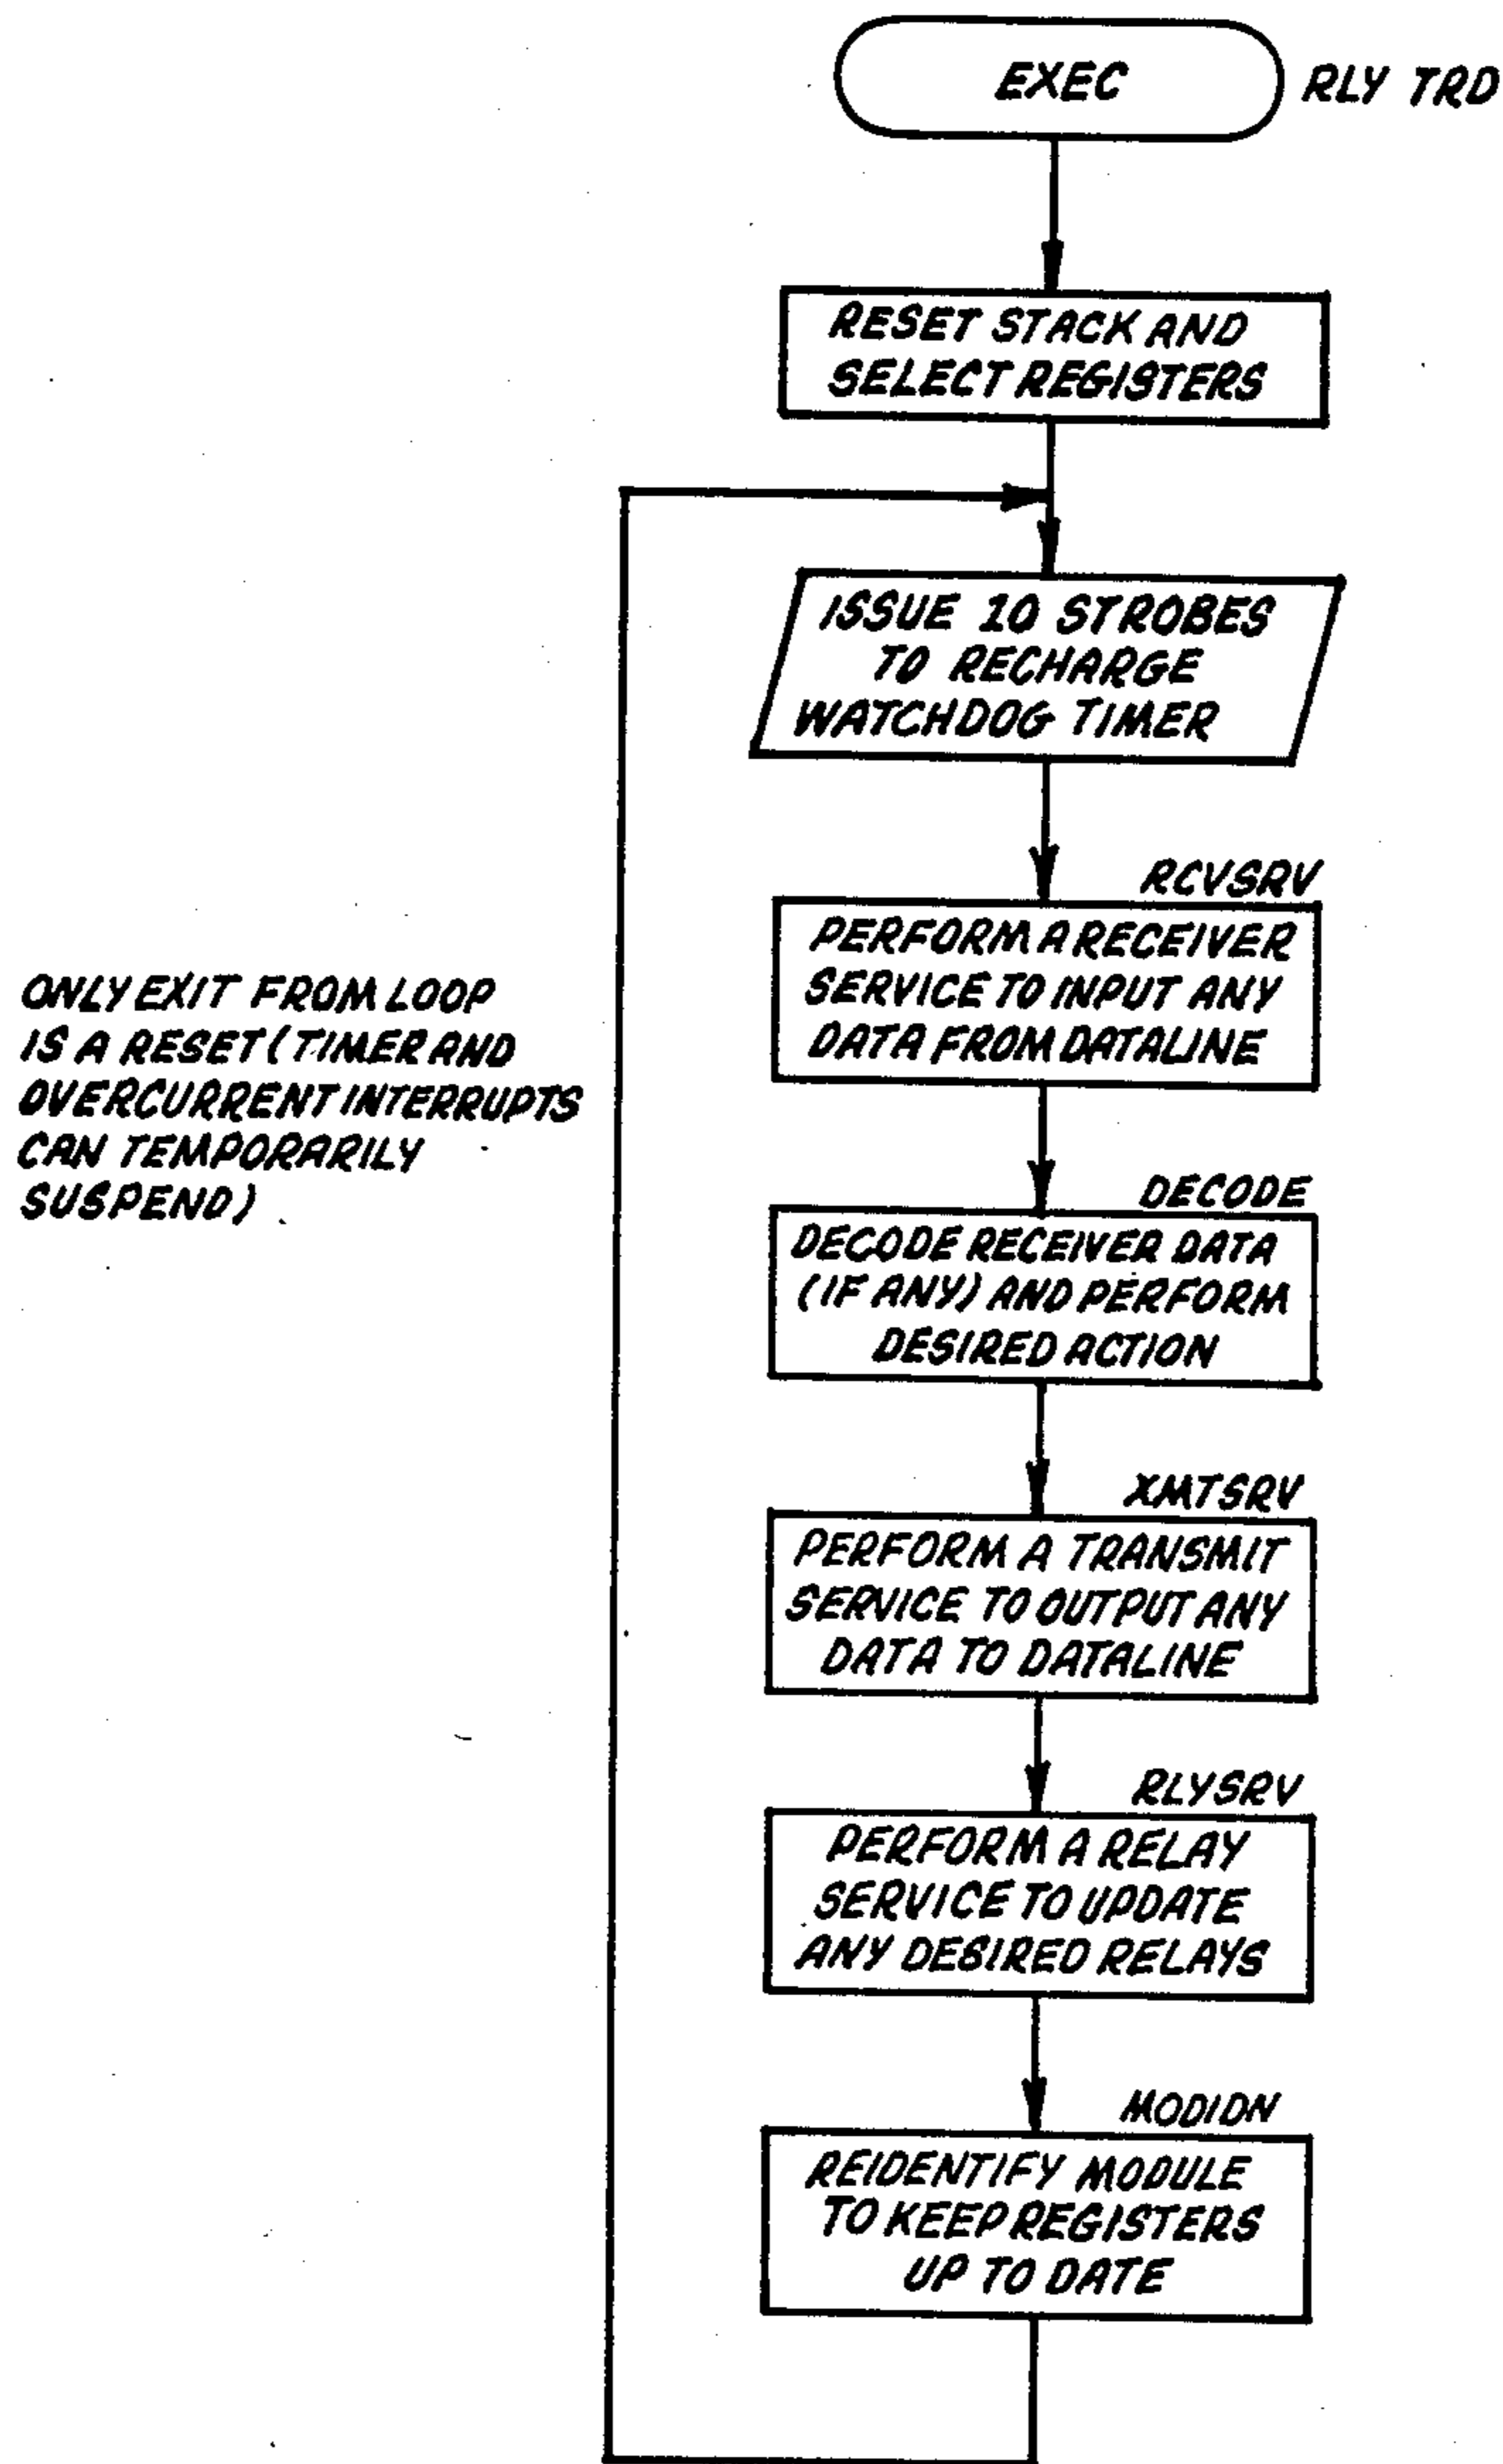 EXEC
RLY TRD
RESET STACK AND
SELECT REGISTERS
ISSUE 10 STROBES
TO RECHARGE
WATCHDOG TIMER
RCVSRV
PERFORM A RECEIVER
SERVICE TO INPUT ANY
DATA FROM DATALINE
ONLY EXIT FROM LOOP
IS A RESET (TIMER AND
OVERCURRENT INTERRUPTS
CAN TEMPORARILY
SUSPEND)
DECODE
DECODE RECEIVER DATA
(IF ANY) AND PERFORM
DESIRED ACTION
XMTSRV
PERFORM A TRANSMIT
SERVICE TO OUTPUT ANY
DATA TO DATALINE
RLYSRV
PERFORM A RELAY
SERVICE TO UPDATE
ANY DESIRED RELAYS
MODIDN
REIDENTIFY MODULE
TO KEEP REGISTERS
UP TO DATE